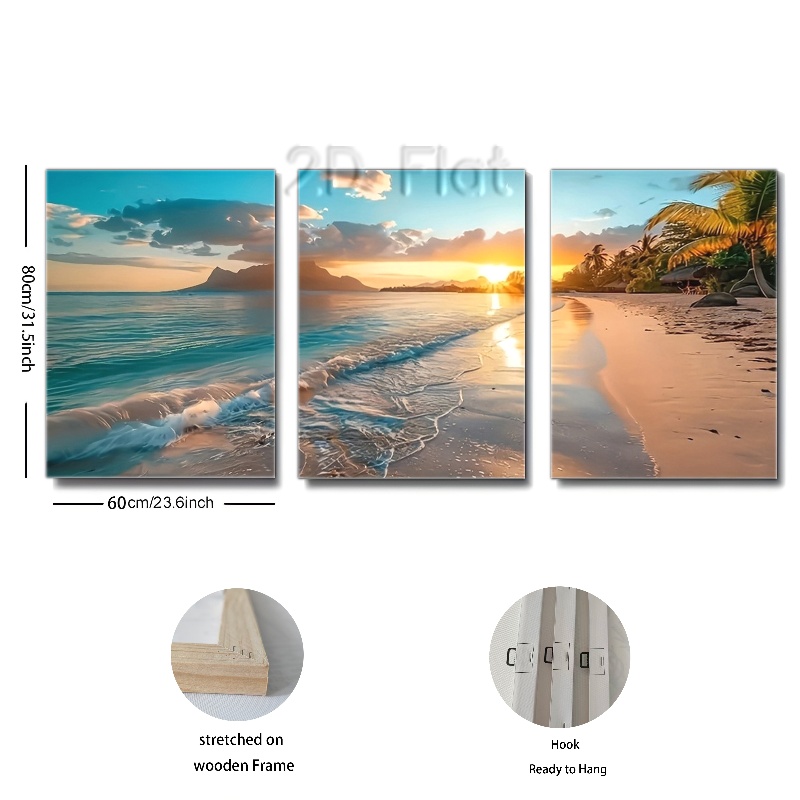 2D Flat
80cm/31.5inch
60cm/23.6inch
stretched on
wooden Frame
Hook
Ready to Hang